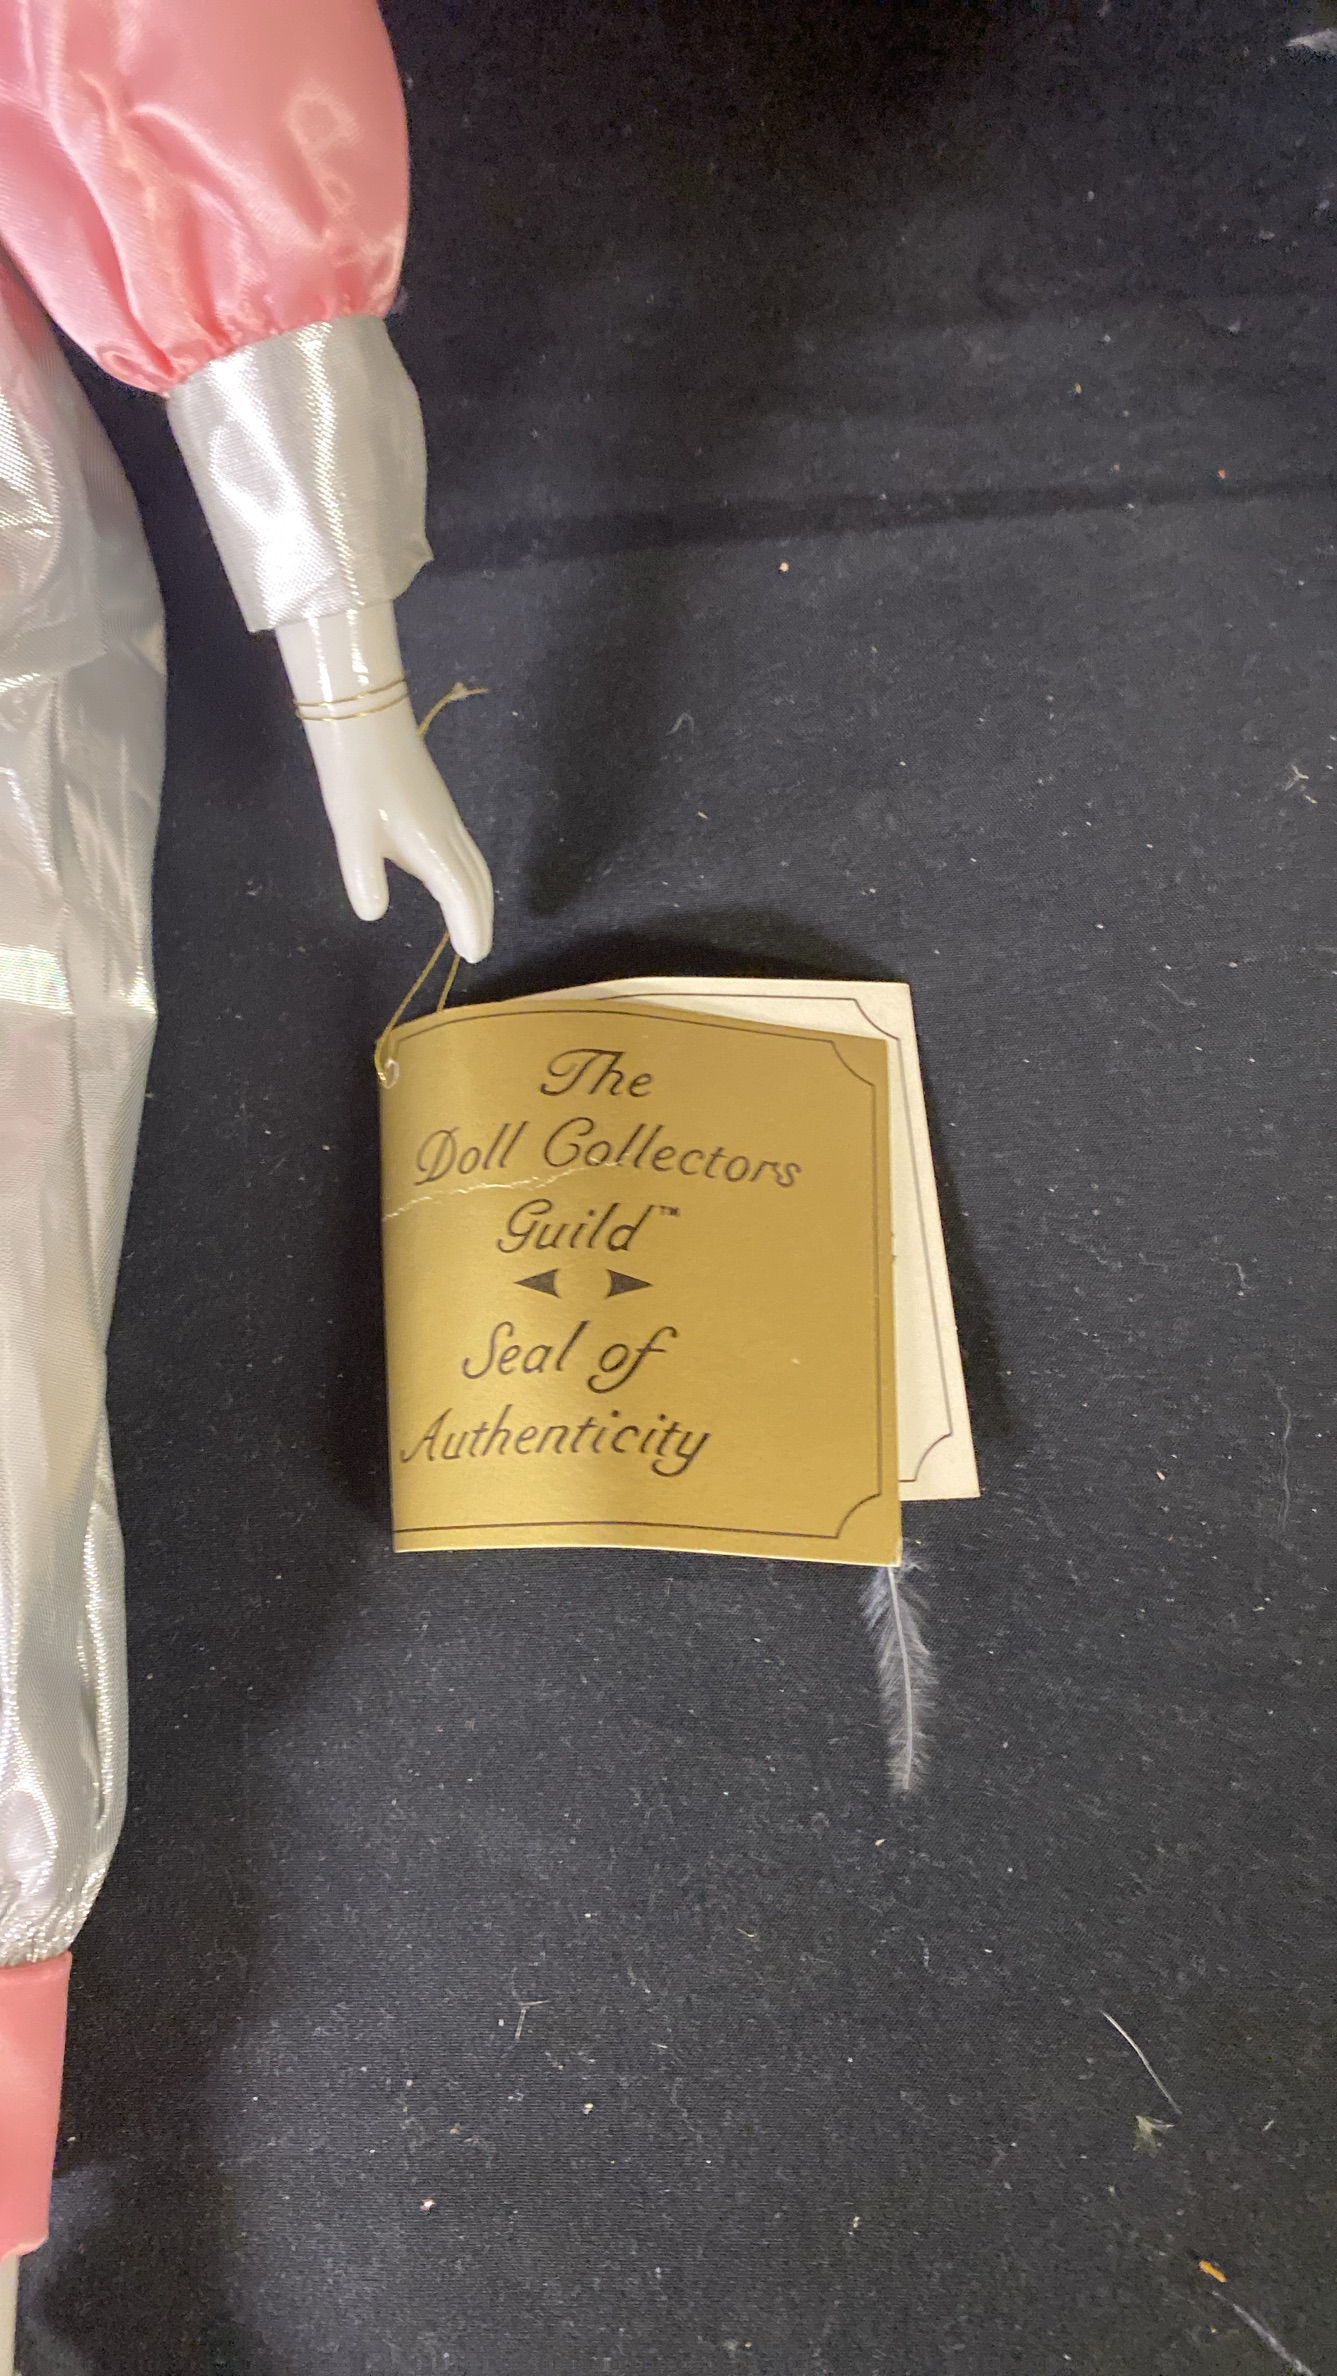 The
Doll Collectors
Guild™
Seal of
Authenticity